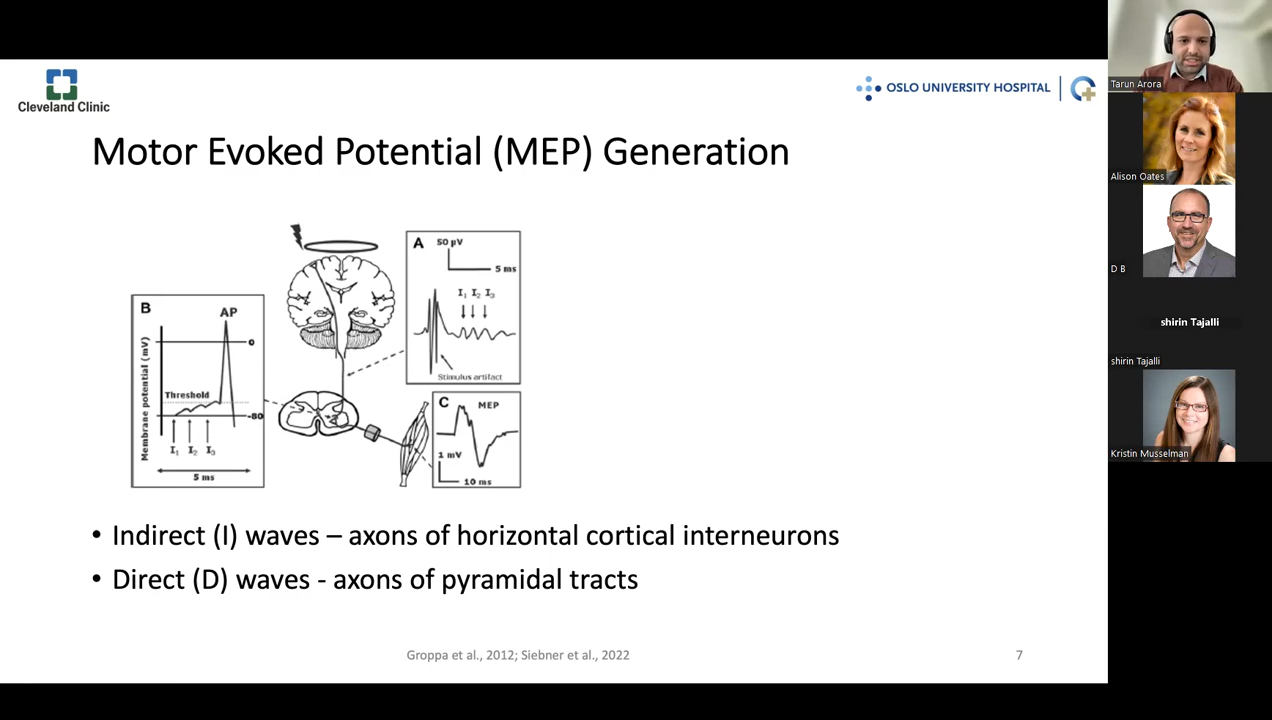 Cleveland Clinic
OSLO UNIVERSITY HOSPITAL
Motor Evoked Potential (MEP) Generation
A
50 µV
5 ms
I₁ I₂ I₃
Stimulus artifact
B
AP
0
Membrane potential (mV)
Threshold
-80
I₁ I₂ I₃
5 ms
C
MEP
1 mV
10 ms
• Indirect (I) waves – axons of horizontal cortical interneurons
• Direct (D) waves - axons of pyramidal tracts
Groppa et al., 2012; Siebner et al., 2022
7
Tarun Arora
Alison Oates
D B
shirin Tajalli
shirin Tajalli
Kristin Musselman